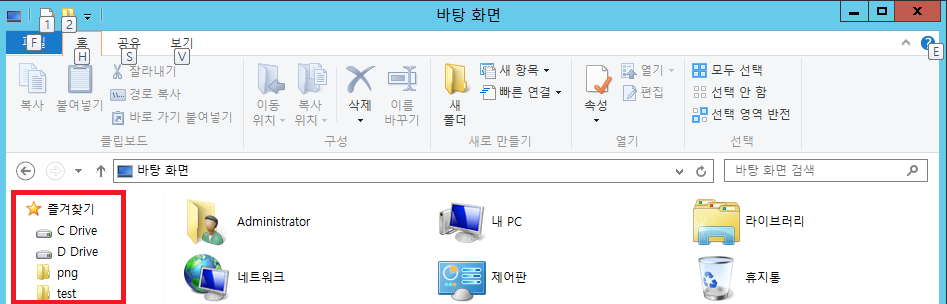 바탕 화면
1 2
파일 홈 공유 보기
F H S V E
복사
붙여넣기
잘라내기
경로 복사
바로 가기 붙여넣기
클립보드
이동
위치
복사
위치
삭제
이름
바꾸기
구성
새
폴더
새 항목
빠른 연결
새로 만들기
속성
열기
편집
열기
모두 선택
선택 안 함
선택 영역 반전
선택
바탕 화면
바탕 화면 검색
즐겨찾기
C Drive
D Drive
png
test
Administrator
내 PC
라이브러리
네트워크
제어판
휴지통